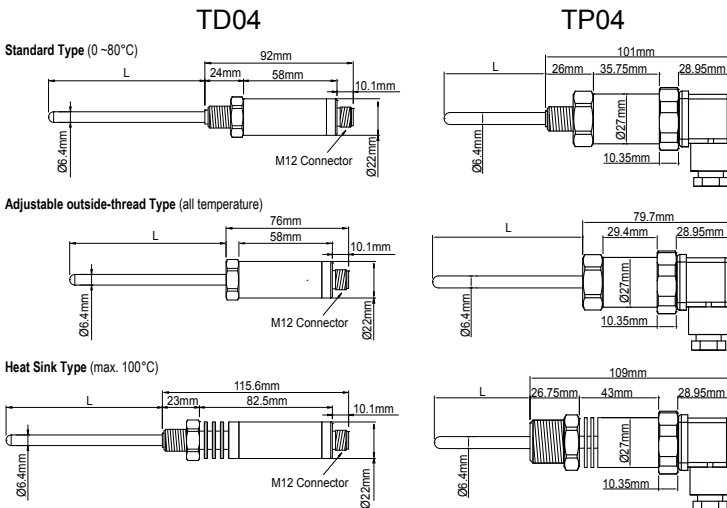 TD04
TP04
Standard Type (0 ~80°C)
92mm
L
24mm
58mm
10.1mm
Ø6.4mm
M12 Connector
Ø22mm
101mm
L
26mm
35.75mm
28.95mm
Ø27mm
Ø6.4mm
10.35mm
Adjustable outside-thread Type (all temperature)
76mm
L
58mm
10.1mm
Ø6.4mm
M12 Connector
Ø22mm
79.7mm
L
29.4mm
28.95mm
Ø27mm
Ø6.4mm
10.35mm
Heat Sink Type (max. 100°C)
115.6mm
L
23mm
82.5mm
10.1mm
Ø6.4mm
M12 Connector
Ø22mm
109mm
L
26.75mm
43mm
28.95mm
Ø27mm
Ø6.4mm
10.35mm